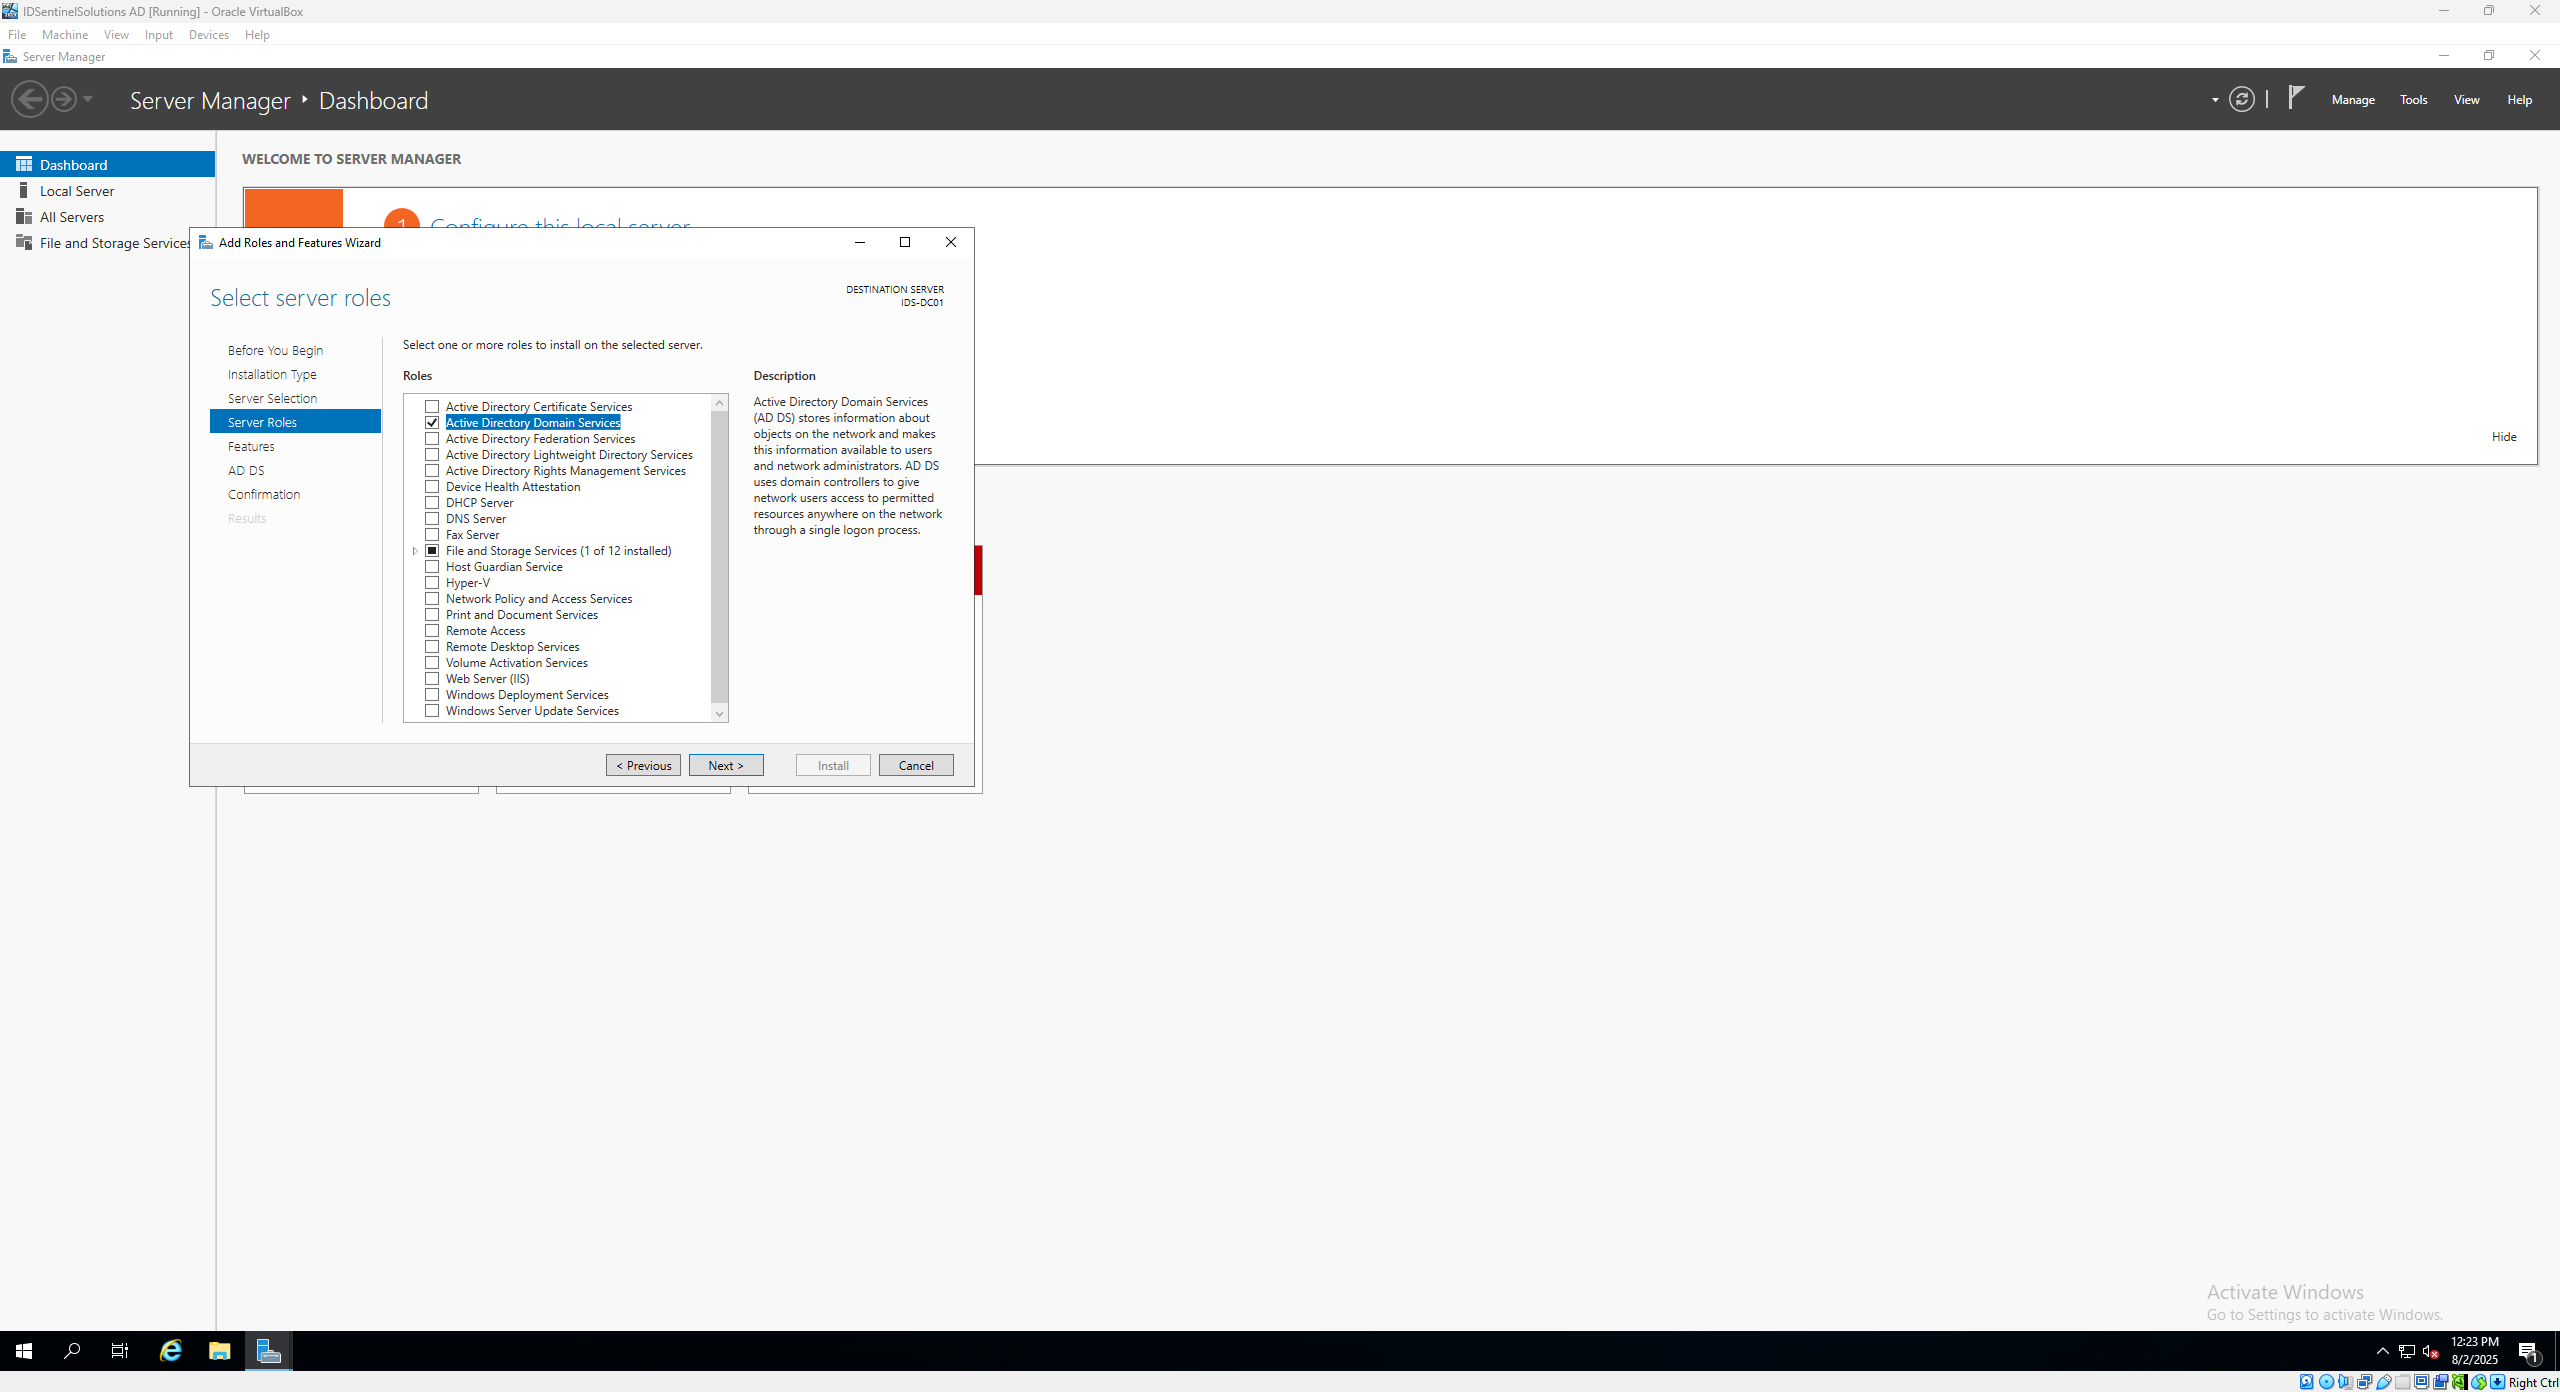 IDSentinelSolutions AD [Running] - Oracle VirtualBox
File Machine View Input Devices Help
Server Manager
Server Manager ‣ Dashboard
Manage Tools View Help
Dashboard
Local Server
All Servers
File and Storage Services
WELCOME TO SERVER MANAGER
1 Configure this local server
Hide
Add Roles and Features Wizard
Select server roles
DESTINATION SERVER
IDS-DC01
Before You Begin
Installation Type
Server Selection
Server Roles
Features
AD DS
Confirmation
Results
Select one or more roles to install on the selected server.
Roles
Active Directory Certificate Services
Active Directory Domain Services
Active Directory Federation Services
Active Directory Lightweight Directory Services
Active Directory Rights Management Services
Device Health Attestation
DHCP Server
DNS Server
Fax Server
File and Storage Services (1 of 12 installed)
Host Guardian Service
Hyper-V
Network Policy and Access Services
Print and Document Services
Remote Access
Remote Desktop Services
Volume Activation Services
Web Server (IIS)
Windows Deployment Services
Windows Server Update Services
Description
Active Directory Domain Services
(AD DS) stores information about
objects on the network and makes
this information available to users
and network administrators. AD DS
uses domain controllers to give
network users access to permitted
resources anywhere on the network
through a single logon process.
< Previous Next > Install Cancel
Activate Windows
Go to Settings to activate Windows.
12:23 PM
8/2/2025
1
Right Ctrl